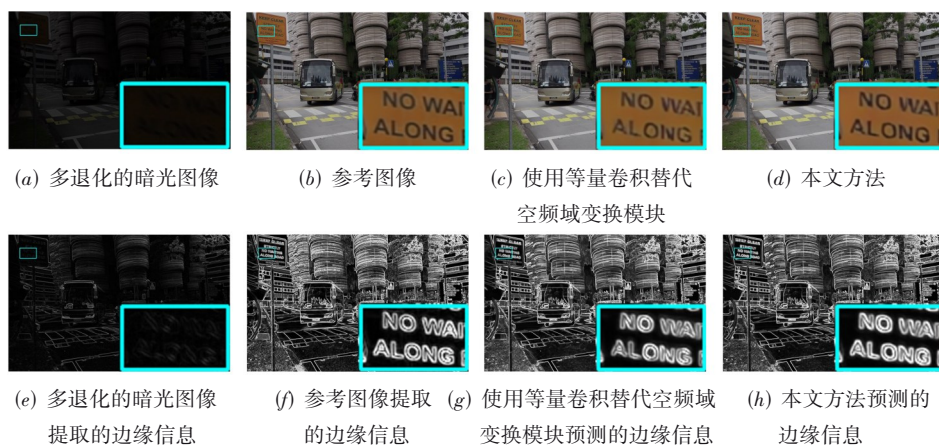 NO WAI
ALONG
NO WAI
ALONG
NO WAI
ALONG
(a) 多退化的暗光图像
(b) 参考图像
(c) 使用等量卷积替代
空频域变换模块
(d) 本文方法
NO WAI
ALONG
NO WAI
ALONG
NO WAI
ALONG
(e) 多退化的暗光图像
提取的边缘信息
(f) 参考图像提取
的边缘信息
(g) 使用等量卷积替代空频域
变换模块预测的边缘信息
(h) 本文方法预测的
边缘信息